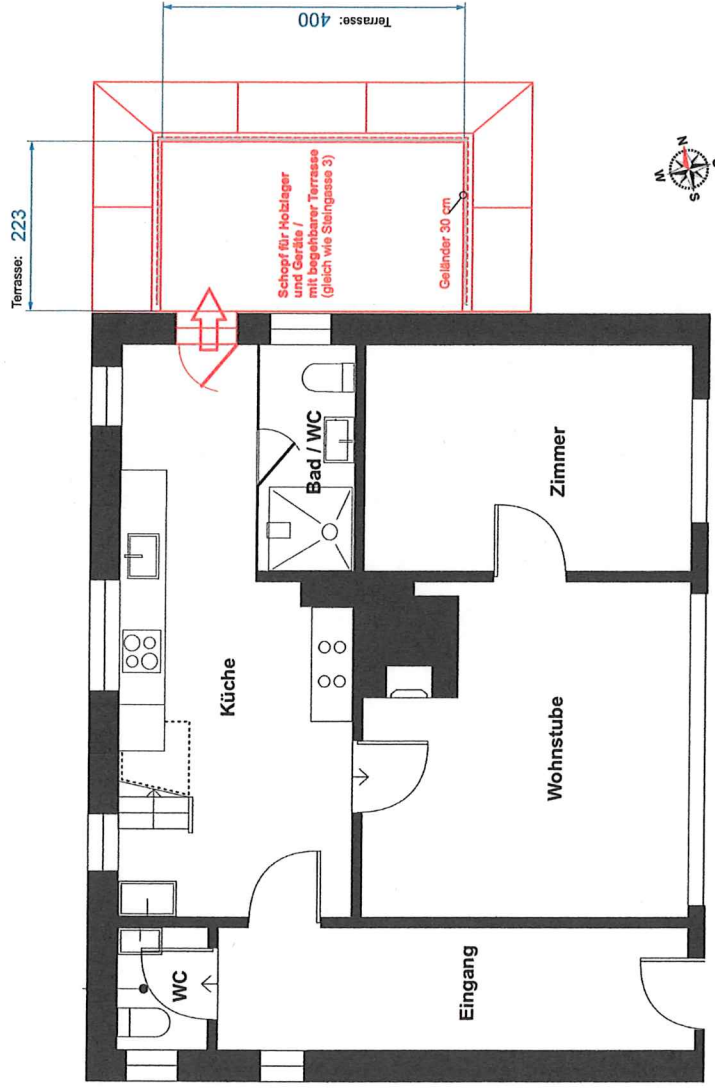 Terrasse: 400
Terrasse: 223
Schopf für Holzlager
und Geräte /
mit begehbarer Terrasse
(gleich wie Steingasse 3)
Geländer 30 cm
N
W
S
Küche
Bad / WC
Zimmer
Wohnstube
WC
Eingang